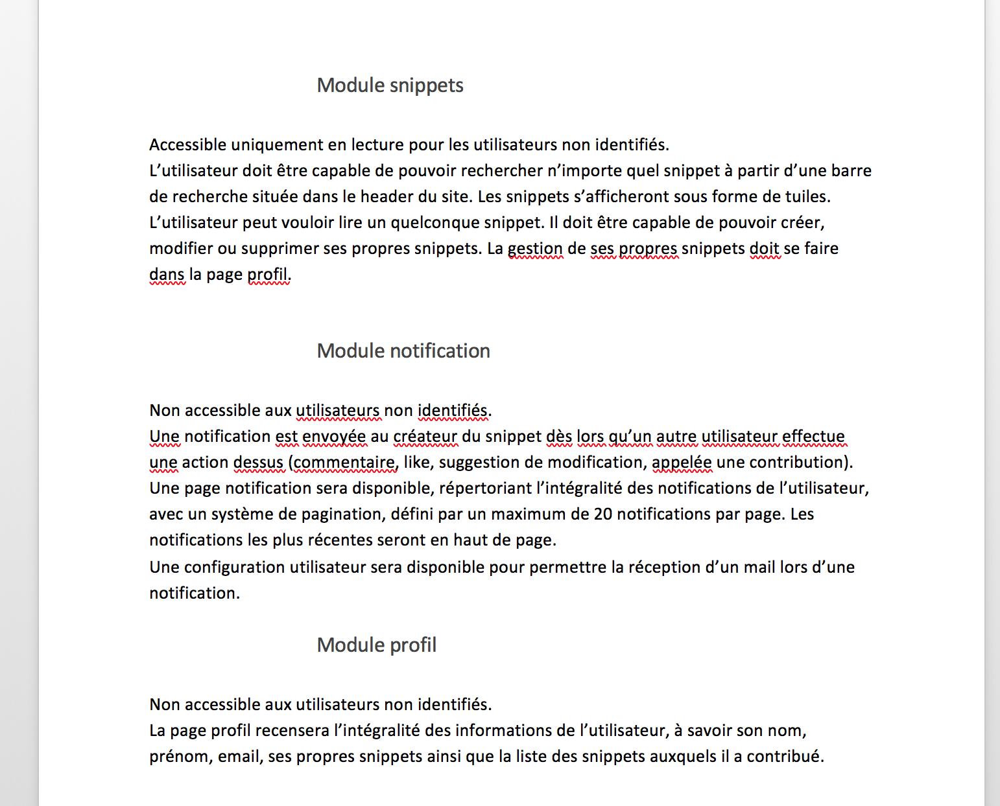 Module snippets
Accessible uniquement en lecture pour les utilisateurs non identifiés.
L’utilisateur doit être capable de pouvoir rechercher n’importe quel snippet à partir d’une barre
de recherche située dans le header du site. Les snippets s’afficheront sous forme de tuiles.
L’utilisateur peut vouloir lire un quelconque snippet. Il doit être capable de pouvoir créer,
modifier ou supprimer ses propres snippets. La gestion de ses propres snippets doit se faire
dans la page profil.
Module notification
Non accessible aux utilisateurs non identifiés.
Une notification est envoyée au créateur du snippet dès lors qu’un autre utilisateur effectue
une action dessus (commentaire, like, suggestion de modification, appelée une contribution).
Une page notification sera disponible, répertoriant l’intégralité des notifications de l’utilisateur,
avec un système de pagination, défini par un maximum de 20 notifications par page. Les
notifications les plus récentes seront en haut de page.
Une configuration utilisateur sera disponible pour permettre la réception d’un mail lors d’une
notification.
Module profil
Non accessible aux utilisateurs non identifiés.
La page profil recensera l’intégralité des informations de l’utilisateur, à savoir son nom,
prénom, email, ses propres snippets ainsi que la liste des snippets auxquels il a contribué.